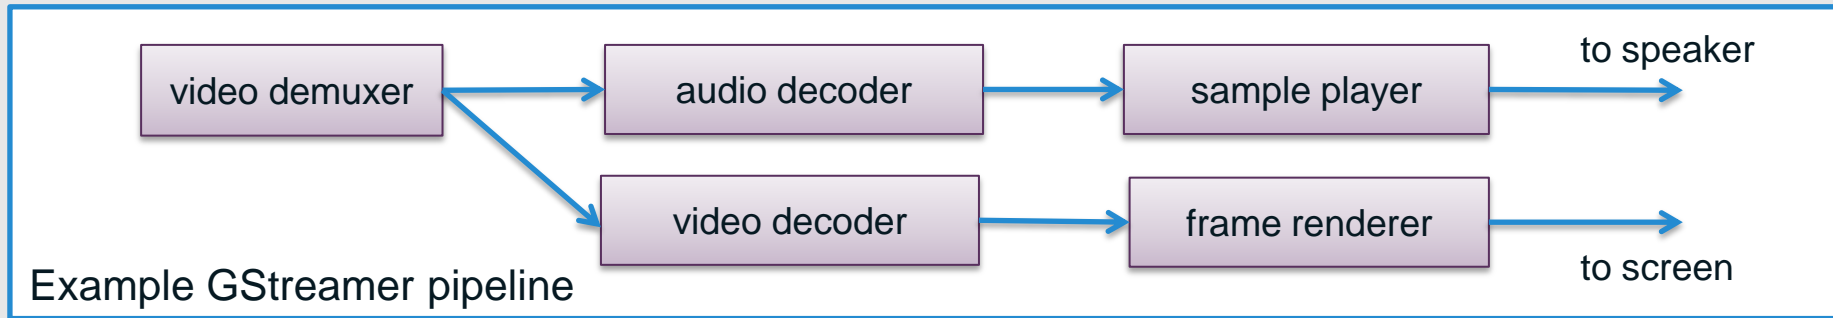 video demuxer
audio decoder
sample player
to speaker
video decoder
frame renderer
to screen
Example GStreamer pipeline